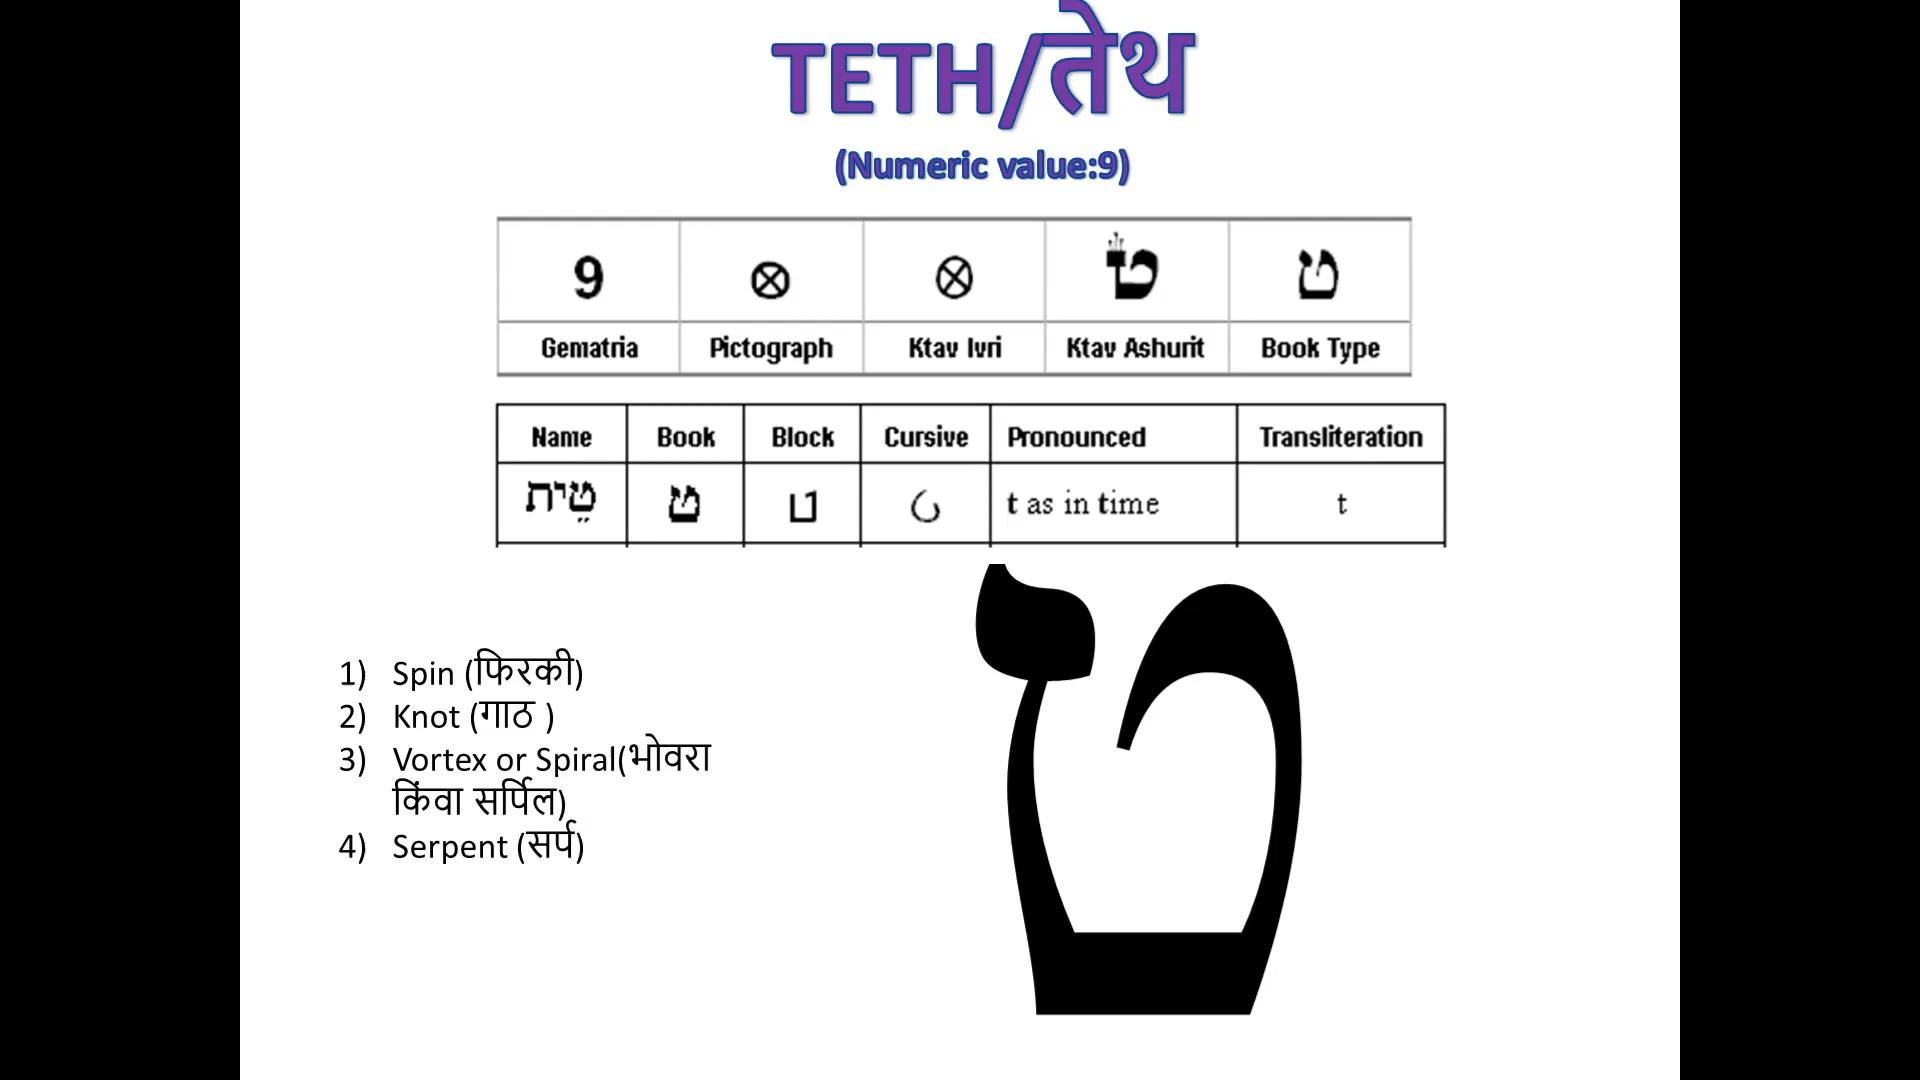 TETH/तेथ
(Numeric value:9)
9 ⊗ ⊗ ט ט
Gematria Pictograph Ktav Ivri Ktav Ashurit Book Type
Name Book Block Cursive Pronounced Transliteration
טֵּית טּ ט ט t as in time t
1) Spin (फिरकी)
2) Knot (गाठ )
3) Vortex or Spiral(भोवरा
किंवा सर्पिल)
4) Serpent (सर्प)
ט